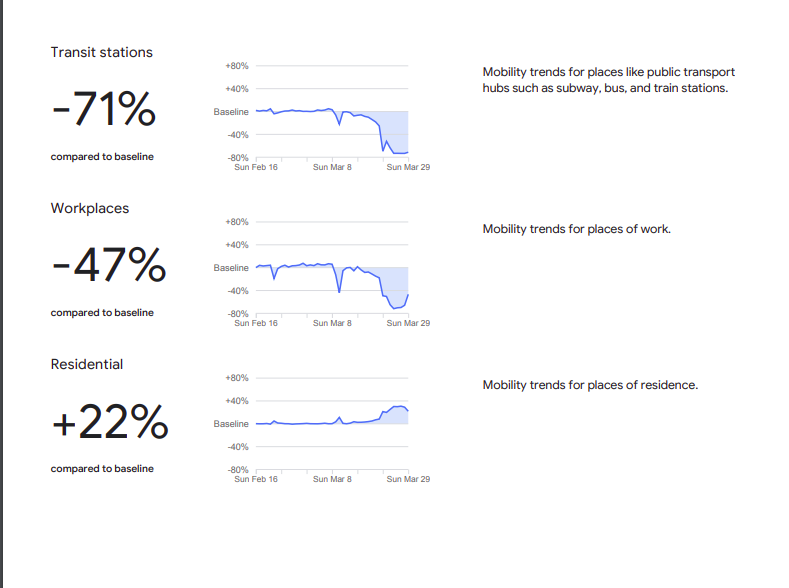 Transit stations
-71%
compared to baseline
+80%
+40%
Baseline
-40%
-80%
Sun Feb 16 Sun Mar 8 Sun Mar 29
Mobility trends for places like public transport
hubs such as subway, bus, and train stations.
Workplaces
-47%
compared to baseline
+80%
+40%
Baseline
-40%
-80%
Sun Feb 16 Sun Mar 8 Sun Mar 29
Mobility trends for places of work.
Residential
+22%
compared to baseline
+80%
+40%
Baseline
-40%
-80%
Sun Feb 16 Sun Mar 8 Sun Mar 29
Mobility trends for places of residence.